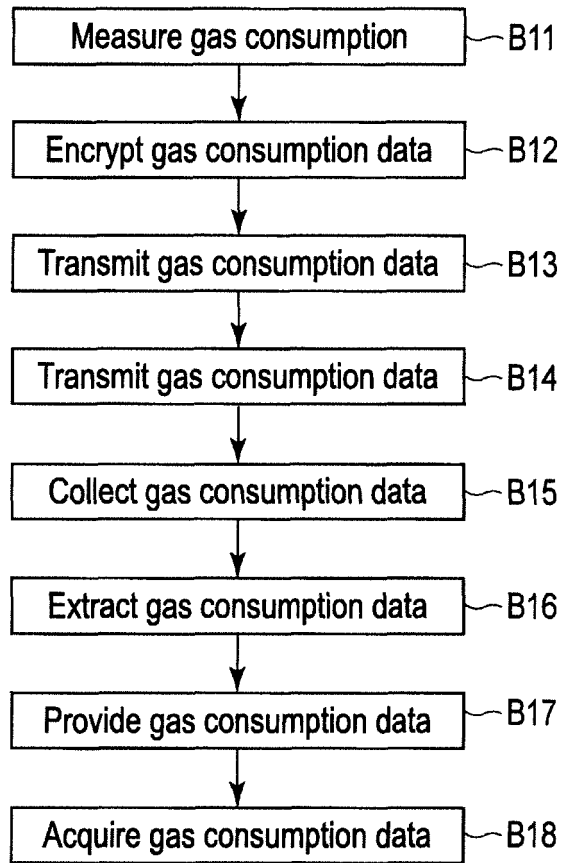 Measure gas consumption B11
Encrypt gas consumption data B12
Transmit gas consumption data B13
Transmit gas consumption data B14
Collect gas consumption data B15
Extract gas consumption data B16
Provide gas consumption data B17
Acquire gas consumption data B18